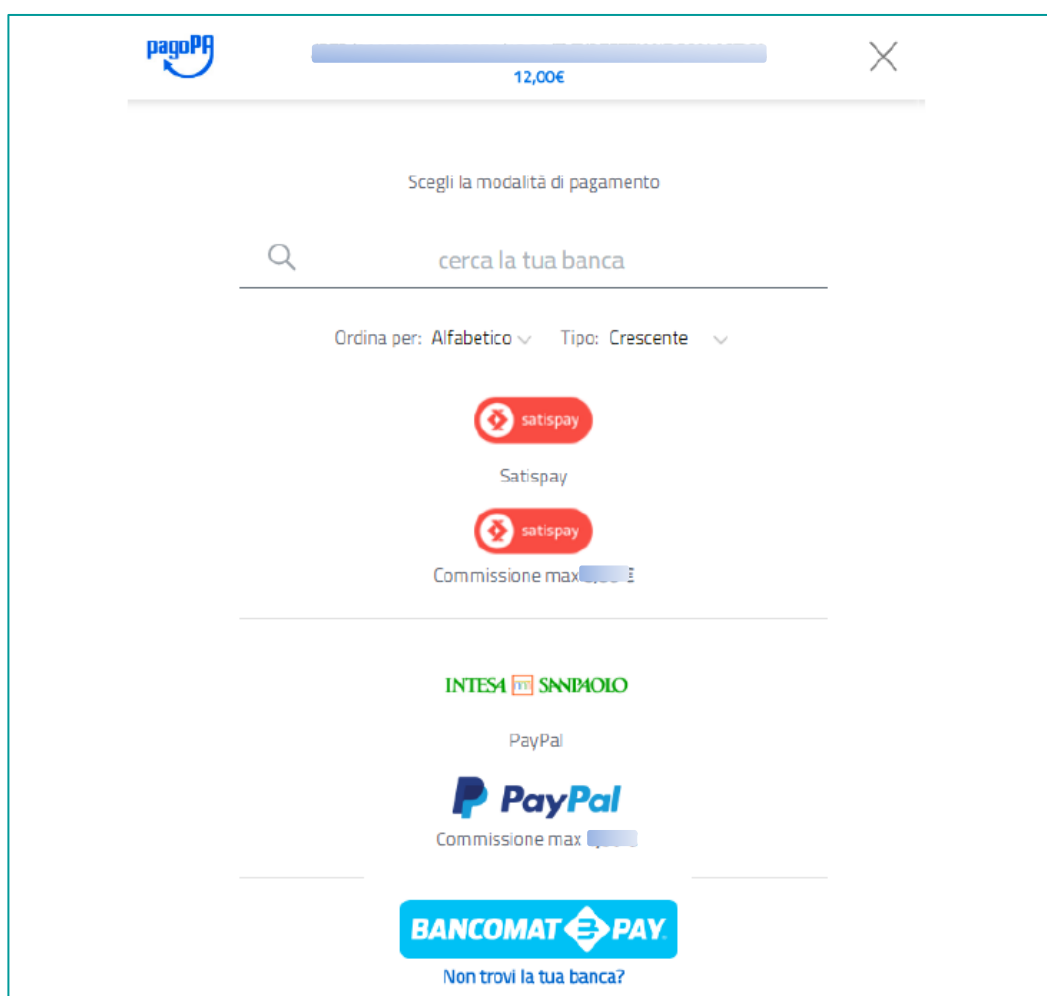 pagoPA
12,00€
Scegli la modalità di pagamento
cerca la tua banca
Ordina per: Alfabetico Tipo: Crescente
satispay
Satispay
satispay
Commissione max €
INTESA SANPAOLO
PayPal
PayPal
Commissione max
BANCOMAT PAY
Non trovi la tua banca?